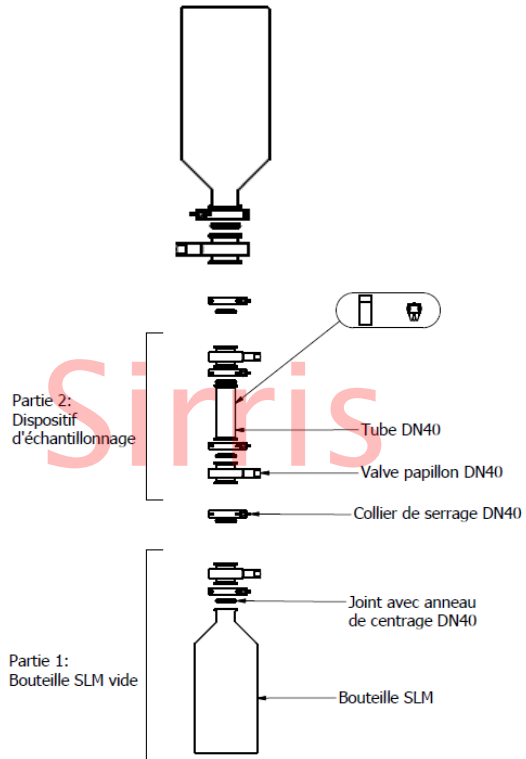 Sirris
Partie 2:
Dispositif
d'échantillonnage
Tube DN40
Valve papillon DN40
Collier de serrage DN40
Joint avec anneau
de centrage DN40
Partie 1:
Bouteille SLM vide
Bouteille SLM